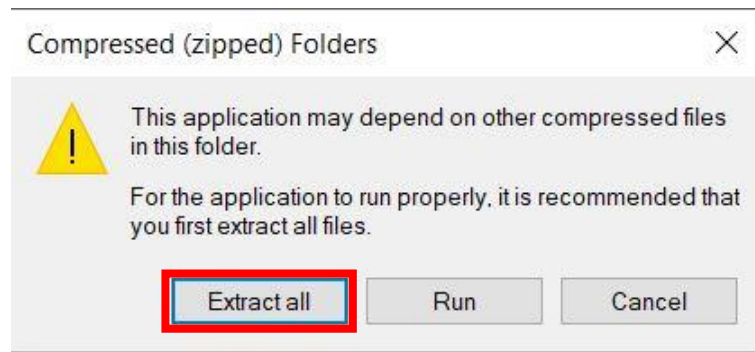 Compressed (zipped) Folders
This application may depend on other compressed files
in this folder.
For the application to run properly, it is recommended that
you first extract all files.
Extract all
Run
Cancel